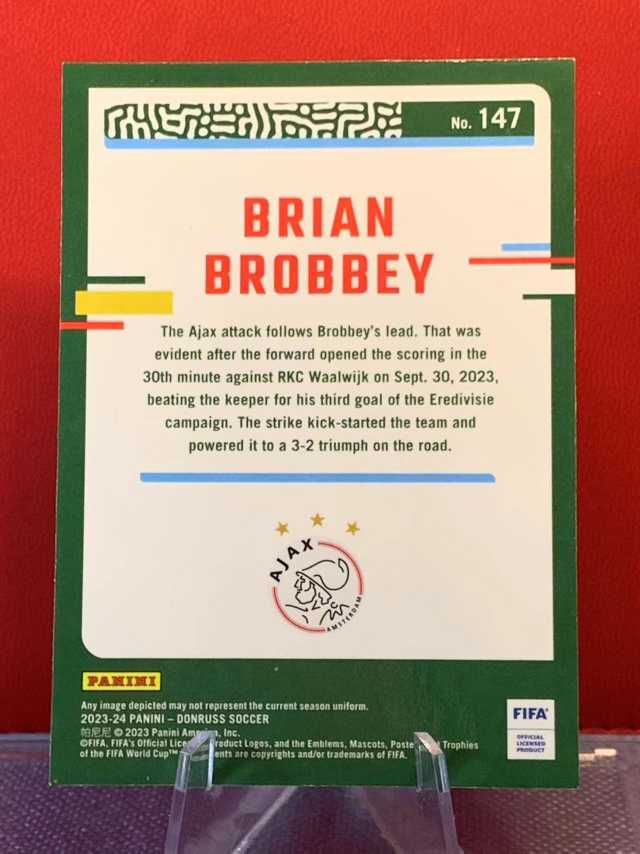 No. 147
BRIAN
BROBBEY
The Ajax attack follows Brobbey's lead. That was
evident after the forward opened the scoring in the
30th minute against RKC Waalwijk on Sept. 30, 2023,
beating the keeper for his third goal of the Eredivisie
campaign. The strike kick-started the team and
powered it to a 3-2 triumph on the road.
AJAX
AMSTERDAM
PANINI
Any image depicted may not represent the current season uniform.
2023-24 PANINI – DONRUSS SOCCER
帕尼尼 © 2023 Panini America, Inc.
©FIFA, FIFA's Official Product Logos, and the Emblems, Mascots, Trophies
of the FIFA World Cup™ are copyrights and/or trademarks of FIFA.
FIFA®
OFFICIAL
LICENSED
PRODUCT